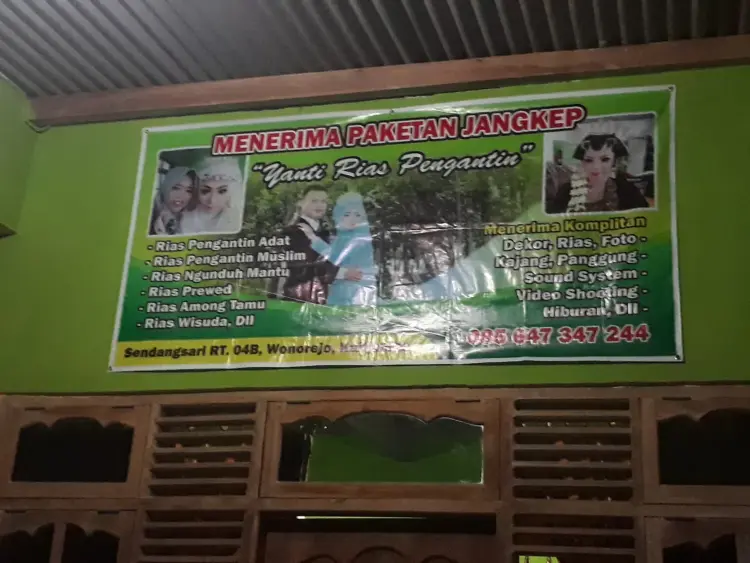 MENERIMA PAKETAN JANGKEP
"Yanti Rias Pengantin"
- Rias Pengantin Adat
- Rias Pengantin Muslim
- Rias Ngunduh Mantu
- Rias Prewed
- Rias Among Tamu
- Rias Wisuda, Dll
Menerima Komplitan
Dekor, Rias, Foto -
Kajang, Panggung -
Sound System -
Video Shooting -
Hiburan, Dll -
Sendangsari RT. 04B, Wonorejo,
085 647 347 244